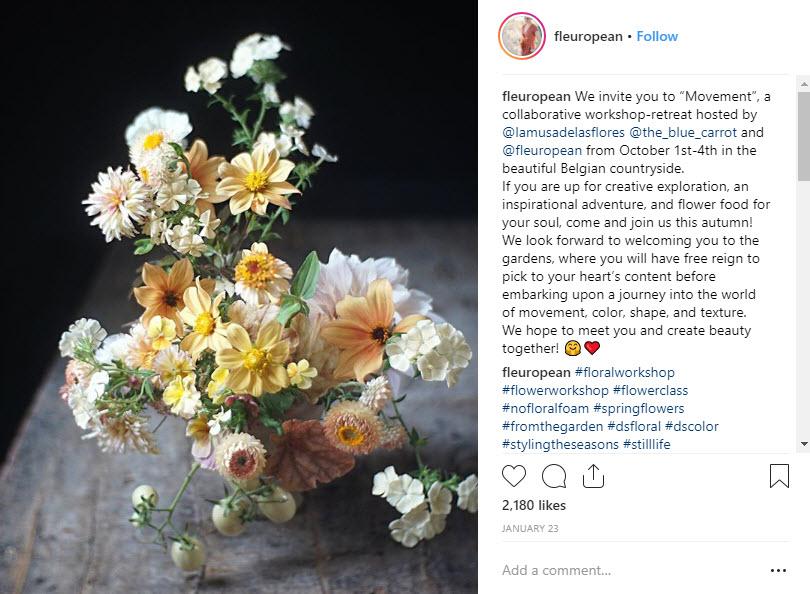 fleuropean • Follow
fleuropean We invite you to “Movement”, a
collaborative workshop-retreat hosted by
@lamusadelasflores @the_blue_carrot and
@fleuropean from October 1st-4th in the
beautiful Belgian countryside.
If you are up for creative exploration, an
inspirational adventure, and flower food for
your soul, come and join us this autumn!
We look forward to welcoming you to the
gardens, where you will have free reign to
pick to your heart’s content before
embarking upon a journey into the world
of movement, color, shape, and texture.
We hope to meet you and create beauty
together! 🤗❤️
fleuropean #floralworkshop
#flowerworkshop #flowerclass
#nofloralfoam #springflowers
#fromthegarden #dsfloral #dscolor
#stylingtheseasons #stilllife
2,180 likes
JANUARY 23
Add a comment...